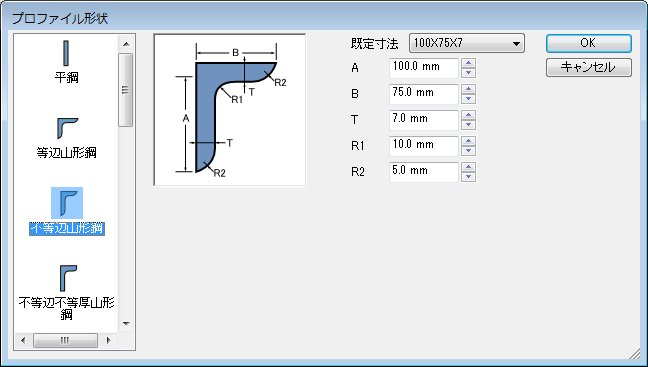 プロファイル形状
平鋼
等辺山形鋼
不等辺山形鋼
不等辺不等厚山形
鋼
B
R2
R1
T
A
T
R2
既定寸法 100X75X7
A 100.0 mm
B 75.0 mm
T 7.0 mm
R1 10.0 mm
R2 5.0 mm
OK
キャンセル